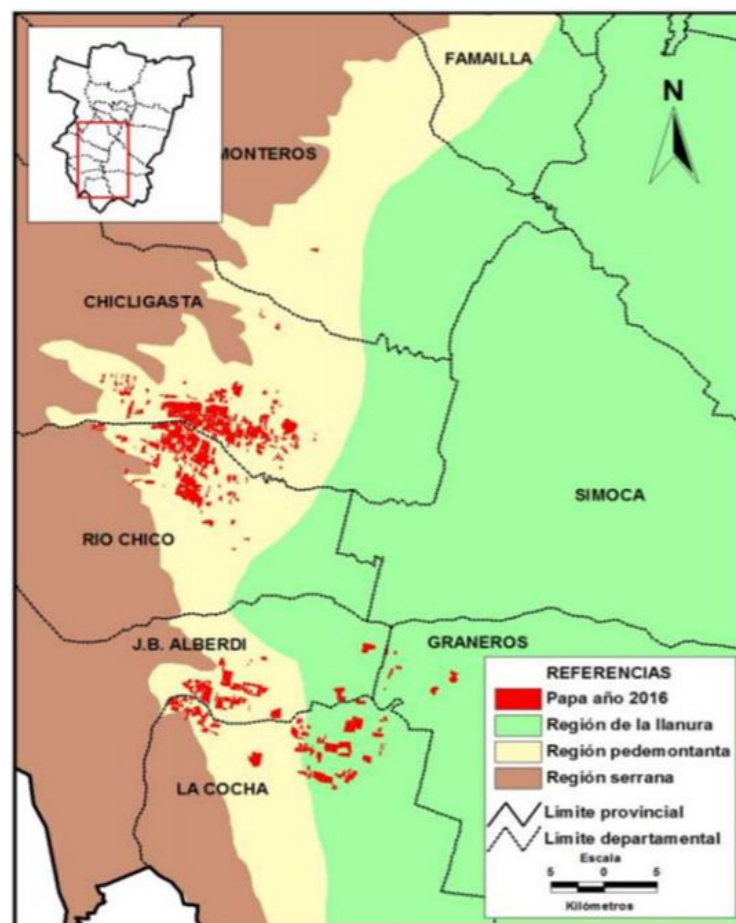 FAMAILLA
N
MONTEROS
CHICLIGASTA
SIMOCA
RIO CHICO
J.B. ALBERDI
GRANEROS
LA COCHA
REFERENCIAS
Papa año 2016
Región de la llanura
Región pedemontanta
Región serrana
Limite provincial
Limite departamental
Escala
5 0 5
Kilómetros